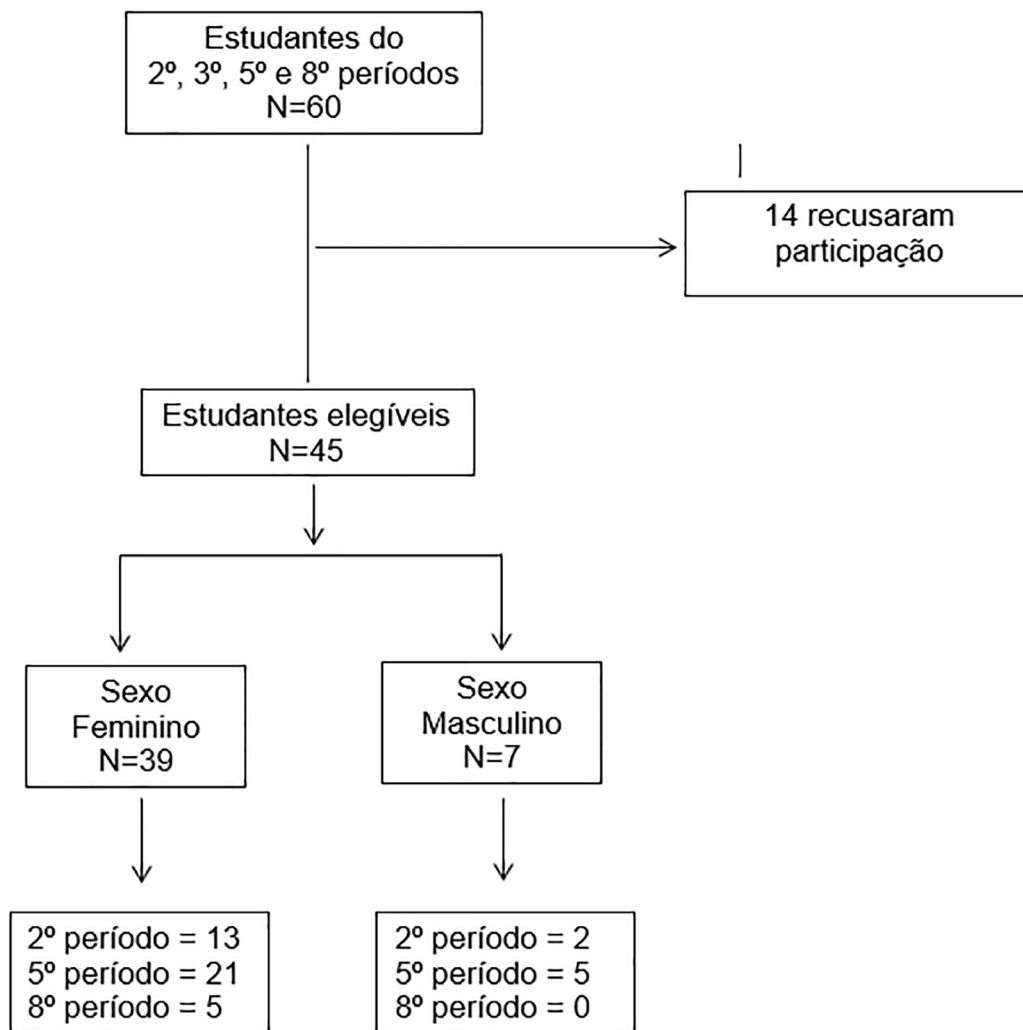 Estudantes do
2º, 3º, 5º e 8º períodos
N=60
14 recusaram
participação
Estudantes elegíveis
N=45
Sexo
Feminino
N=39
Sexo
Masculino
N=7
2º período = 13
5º período = 21
8º período = 5
2º período = 2
5º período = 5
8º período = 0